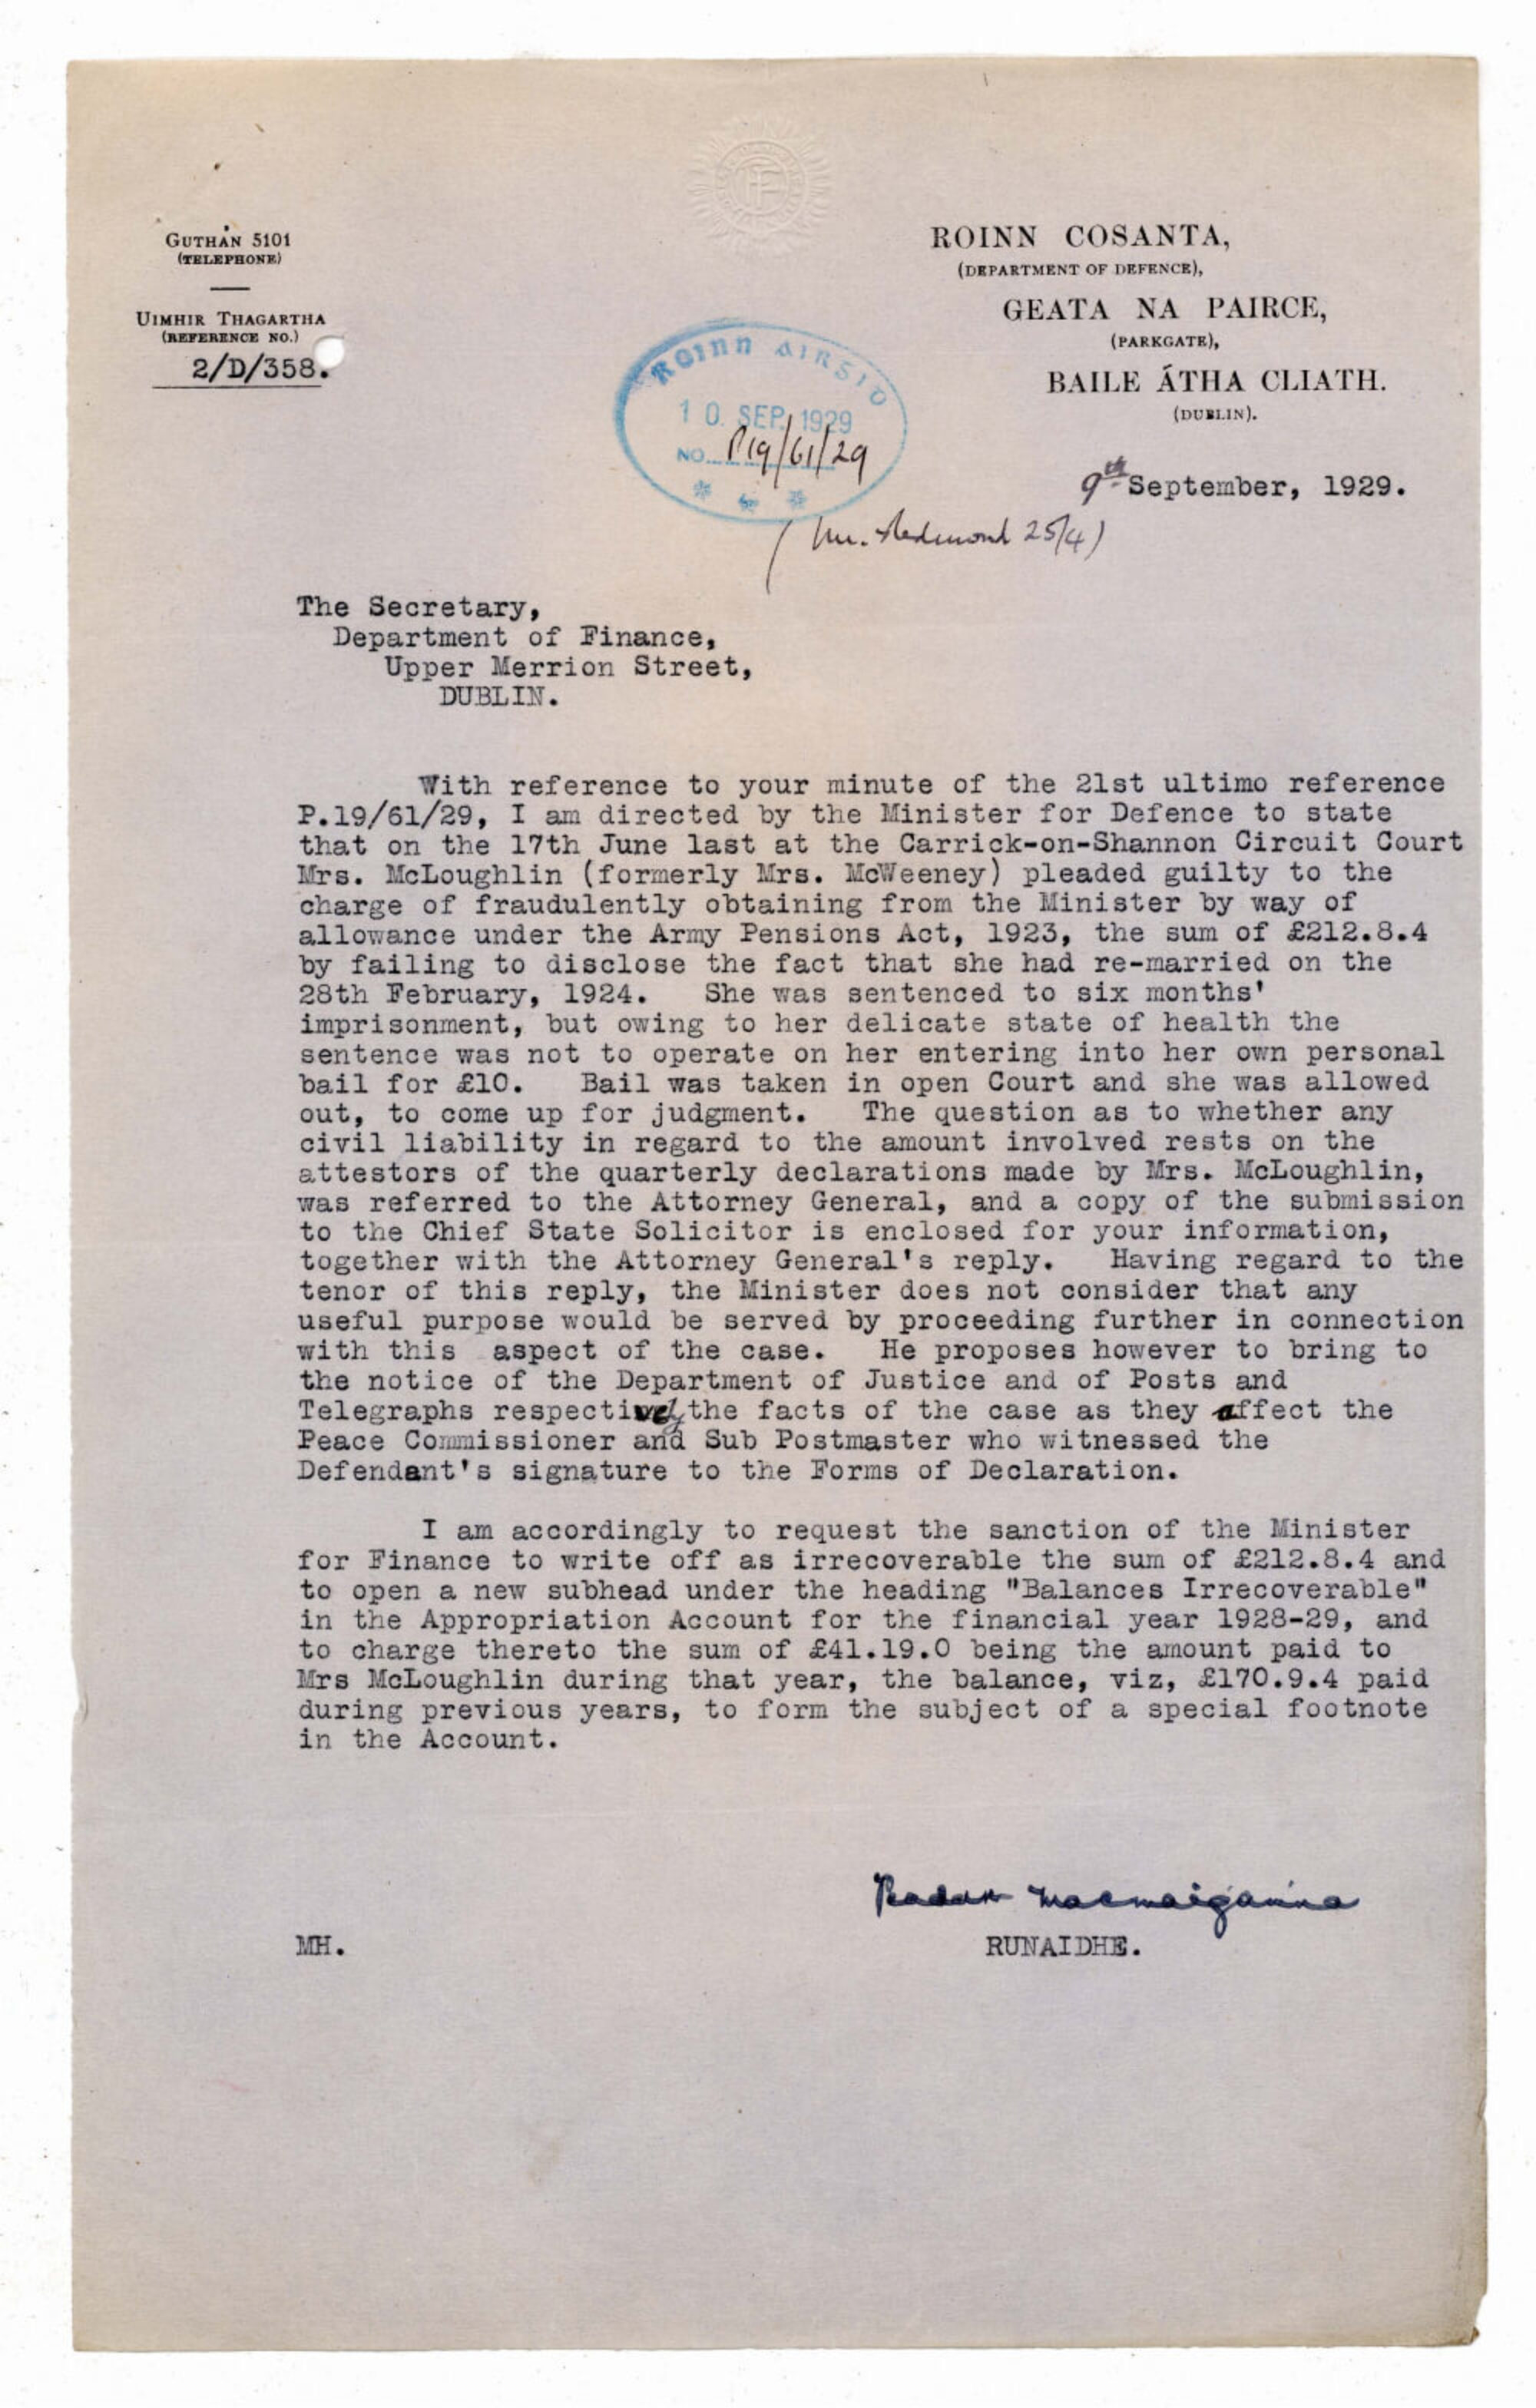 GUTHÁN 5101
(TELEPHONE)
UIMHIR THAGARTHA
(REFERENCE NO.)
2/D/358.
ROINN COSANTA,
(DEPARTMENT OF DEFENCE),
GEATA NA PAIRCE,
(PARKGATE),
BAILE ÁTHA CLIATH.
(DUBLIN).
ROINN AIRGID
10 SEP. 1929
NO. P19/61/29
9th September, 1929.
(Mr. Redmond 25/4)
The Secretary,
Department of Finance,
Upper Merrion Street,
DUBLIN.
With reference to your minute of the 21st ultimo reference
P.19/61/29, I am directed by the Minister for Defence to state
that on the 17th June last at the Carrick-on-Shannon Circuit Court
Mrs. McLoughlin (formerly Mrs. McWeeney) pleaded guilty to the
charge of fraudulently obtaining from the Minister by way of
allowance under the Army Pensions Act, 1923, the sum of £212.8.4
by failing to disclose the fact that she had re-married on the
28th February, 1924. She was sentenced to six months'
imprisonment, but owing to her delicate state of health the
sentence was not to operate on her entering into her own personal
bail for £10. Bail was taken in open Court and she was allowed
out, to come up for judgment. The question as to whether any
civil liability in regard to the amount involved rests on the
attestors of the quarterly declarations made by Mrs. McLoughlin,
was referred to the Attorney General, and a copy of the submission
to the Chief State Solicitor is enclosed for your information,
together with the Attorney General's reply. Having regard to the
tenor of this reply, the Minister does not consider that any
useful purpose would be served by proceeding further in connection
with this aspect of the case. He proposes however to bring to
the notice of the Department of Justice and of Posts and
Telegraphs respectively the facts of the case as they affect the
Peace Commissioner and Sub Postmaster who witnessed the
Defendant's signature to the Forms of Declaration.
I am accordingly to request the sanction of the Minister
for Finance to write off as irrecoverable the sum of £212.8.4 and
to open a new subhead under the heading "Balances Irrecoverable"
in the Appropriation Account for the financial year 1928-29, and
to charge thereto the sum of £41.19.0 being the amount paid to
Mrs McLoughlin during that year, the balance, viz, £170.9.4 paid
during previous years, to form the subject of a special footnote
in the Account.
MH.
RUNAIDHE.